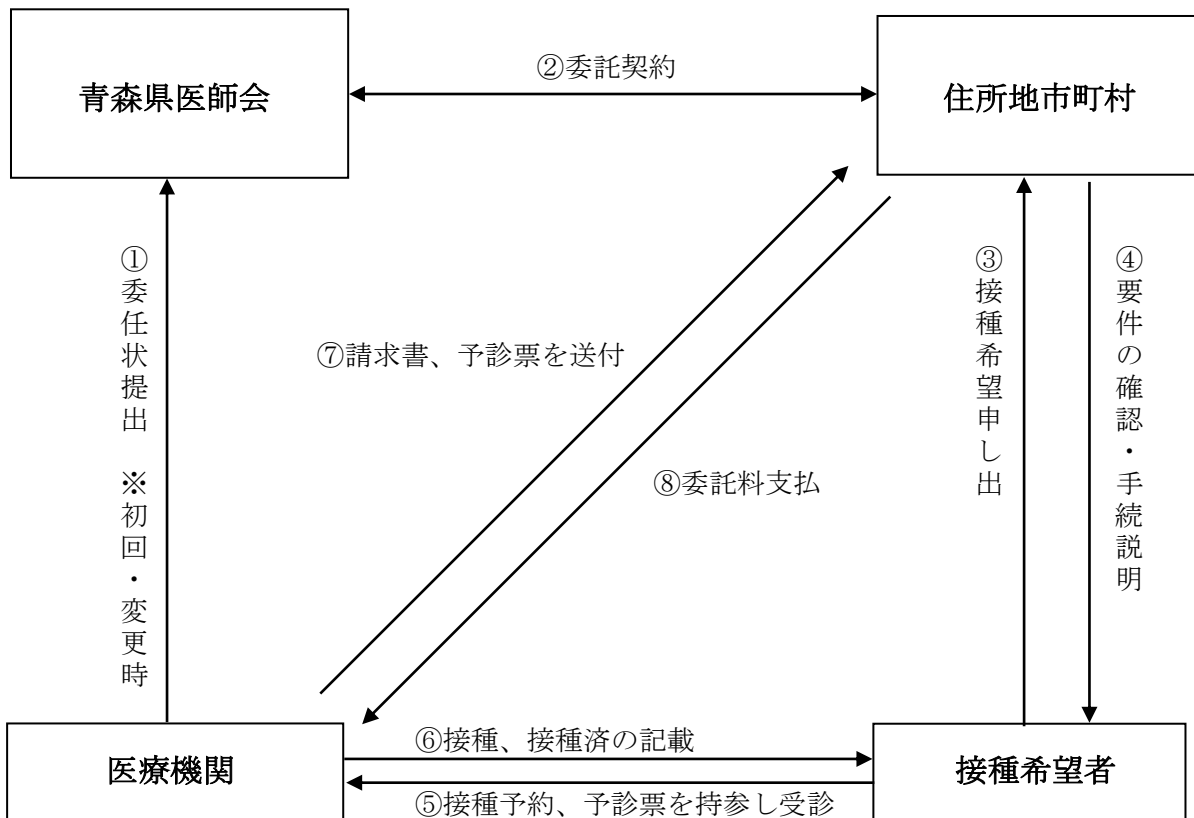 ②委託契約
青森県医師会
住所地市町村
①委任状提出　※初回・変更時
③接種希望申し出
④要件の確認・手続説明
⑦請求書、予診票を送付
⑧委託料支払
⑥接種、接種済の記載
医療機関
接種希望者
⑤接種予約、予診票を持参し受診